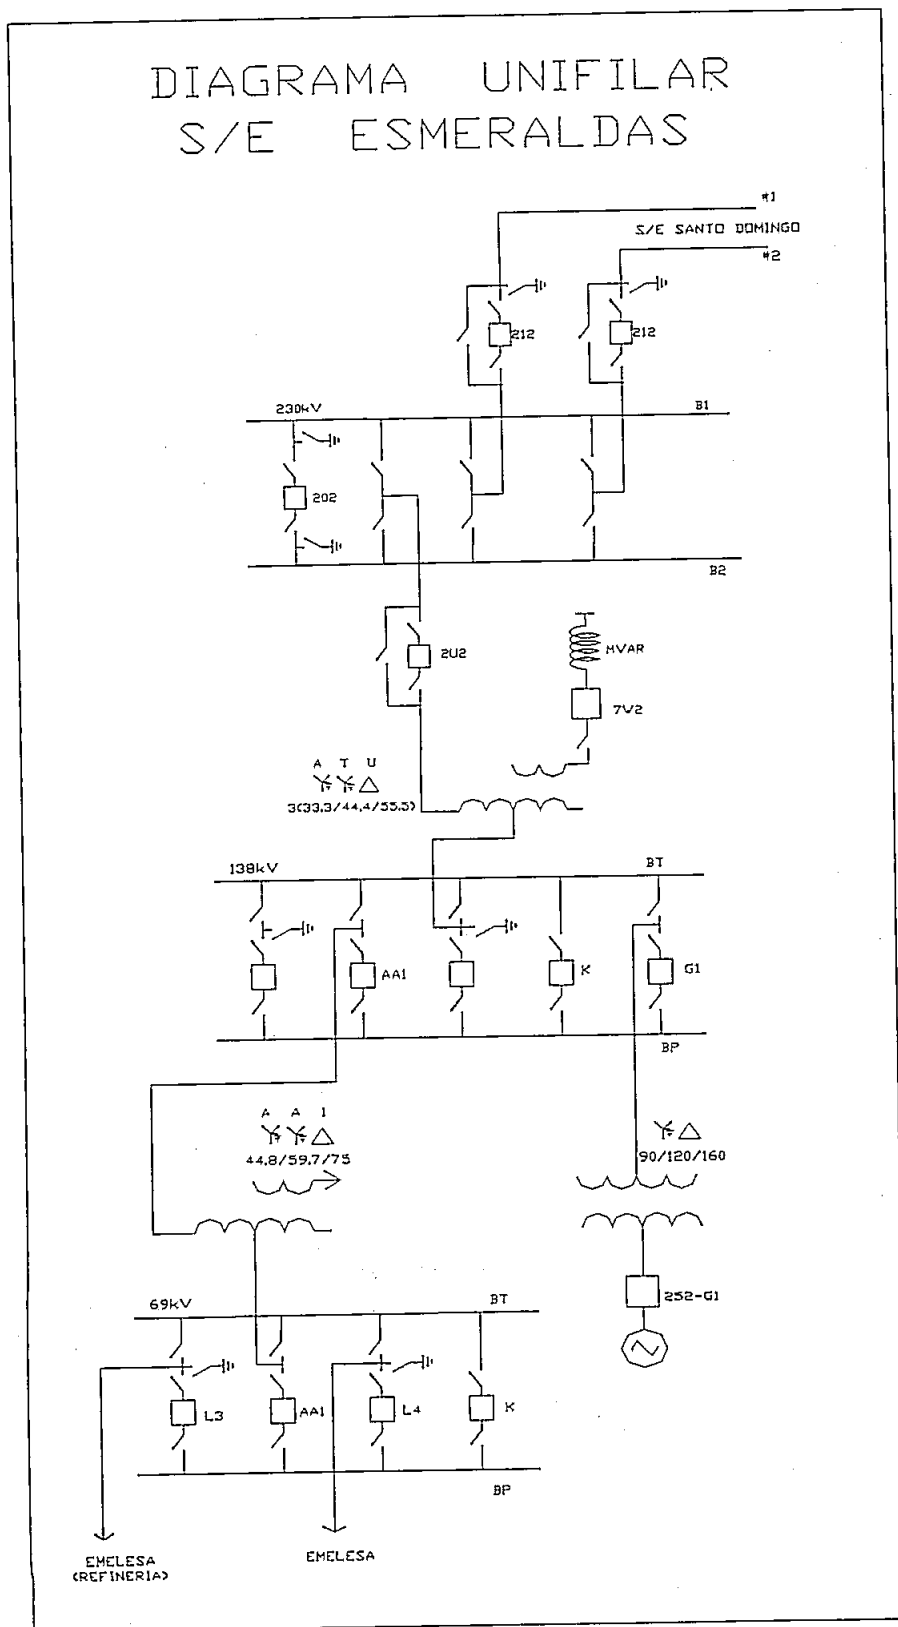 DIAGRAMA UNIFILAR
S/E ESMERALDAS
#1
S/E SANTO DOMINGO
#2
212
212
230kV
B1
202
B2
2U2
MVAR
7V2
A T U
3(33.3/44.4/55.5)
138kV
BT
AA1
K
G1
BP
A A 1
44.8/59.7/75
90/120/160
69kV
BT
252-G1
L3
AA1
L4
K
BP
EMELESA
(REFINERIA)
EMELESA